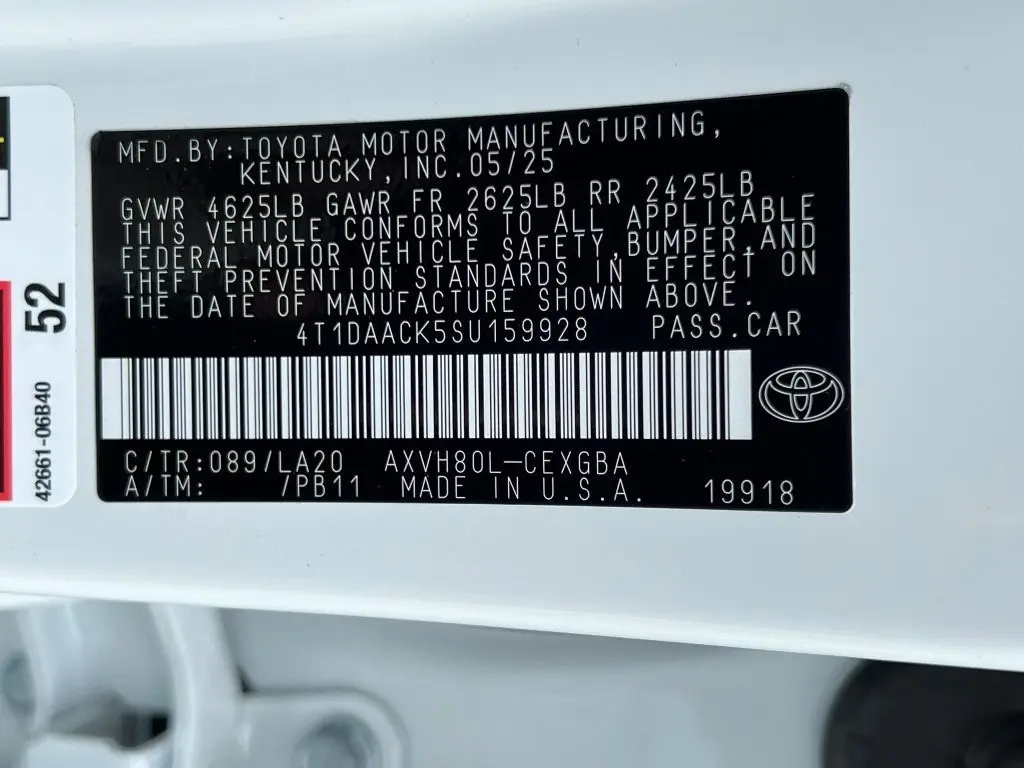 MFD.BY:TOYOTA MOTOR MANUFACTURING,
KENTUCKY,INC.05/25
GVWR 4625LB GAWR FR 2625LB RR 2425LB
THIS VEHICLE CONFORMS TO ALL APPLICABLE
FEDERAL MOTOR VEHICLE SAFETY,BUMPER,AND
THEFT PREVENTION STANDARDS IN EFFECT ON
THE DATE OF MANUFACTURE SHOWN ABOVE.
4T1DAACK5SU159928 PASS.CAR
C/TR:089/LA20 AXVH80L-CEXGBA
A/TM: /PB11 MADE IN U.S.A. 19918
52
42661-06B40